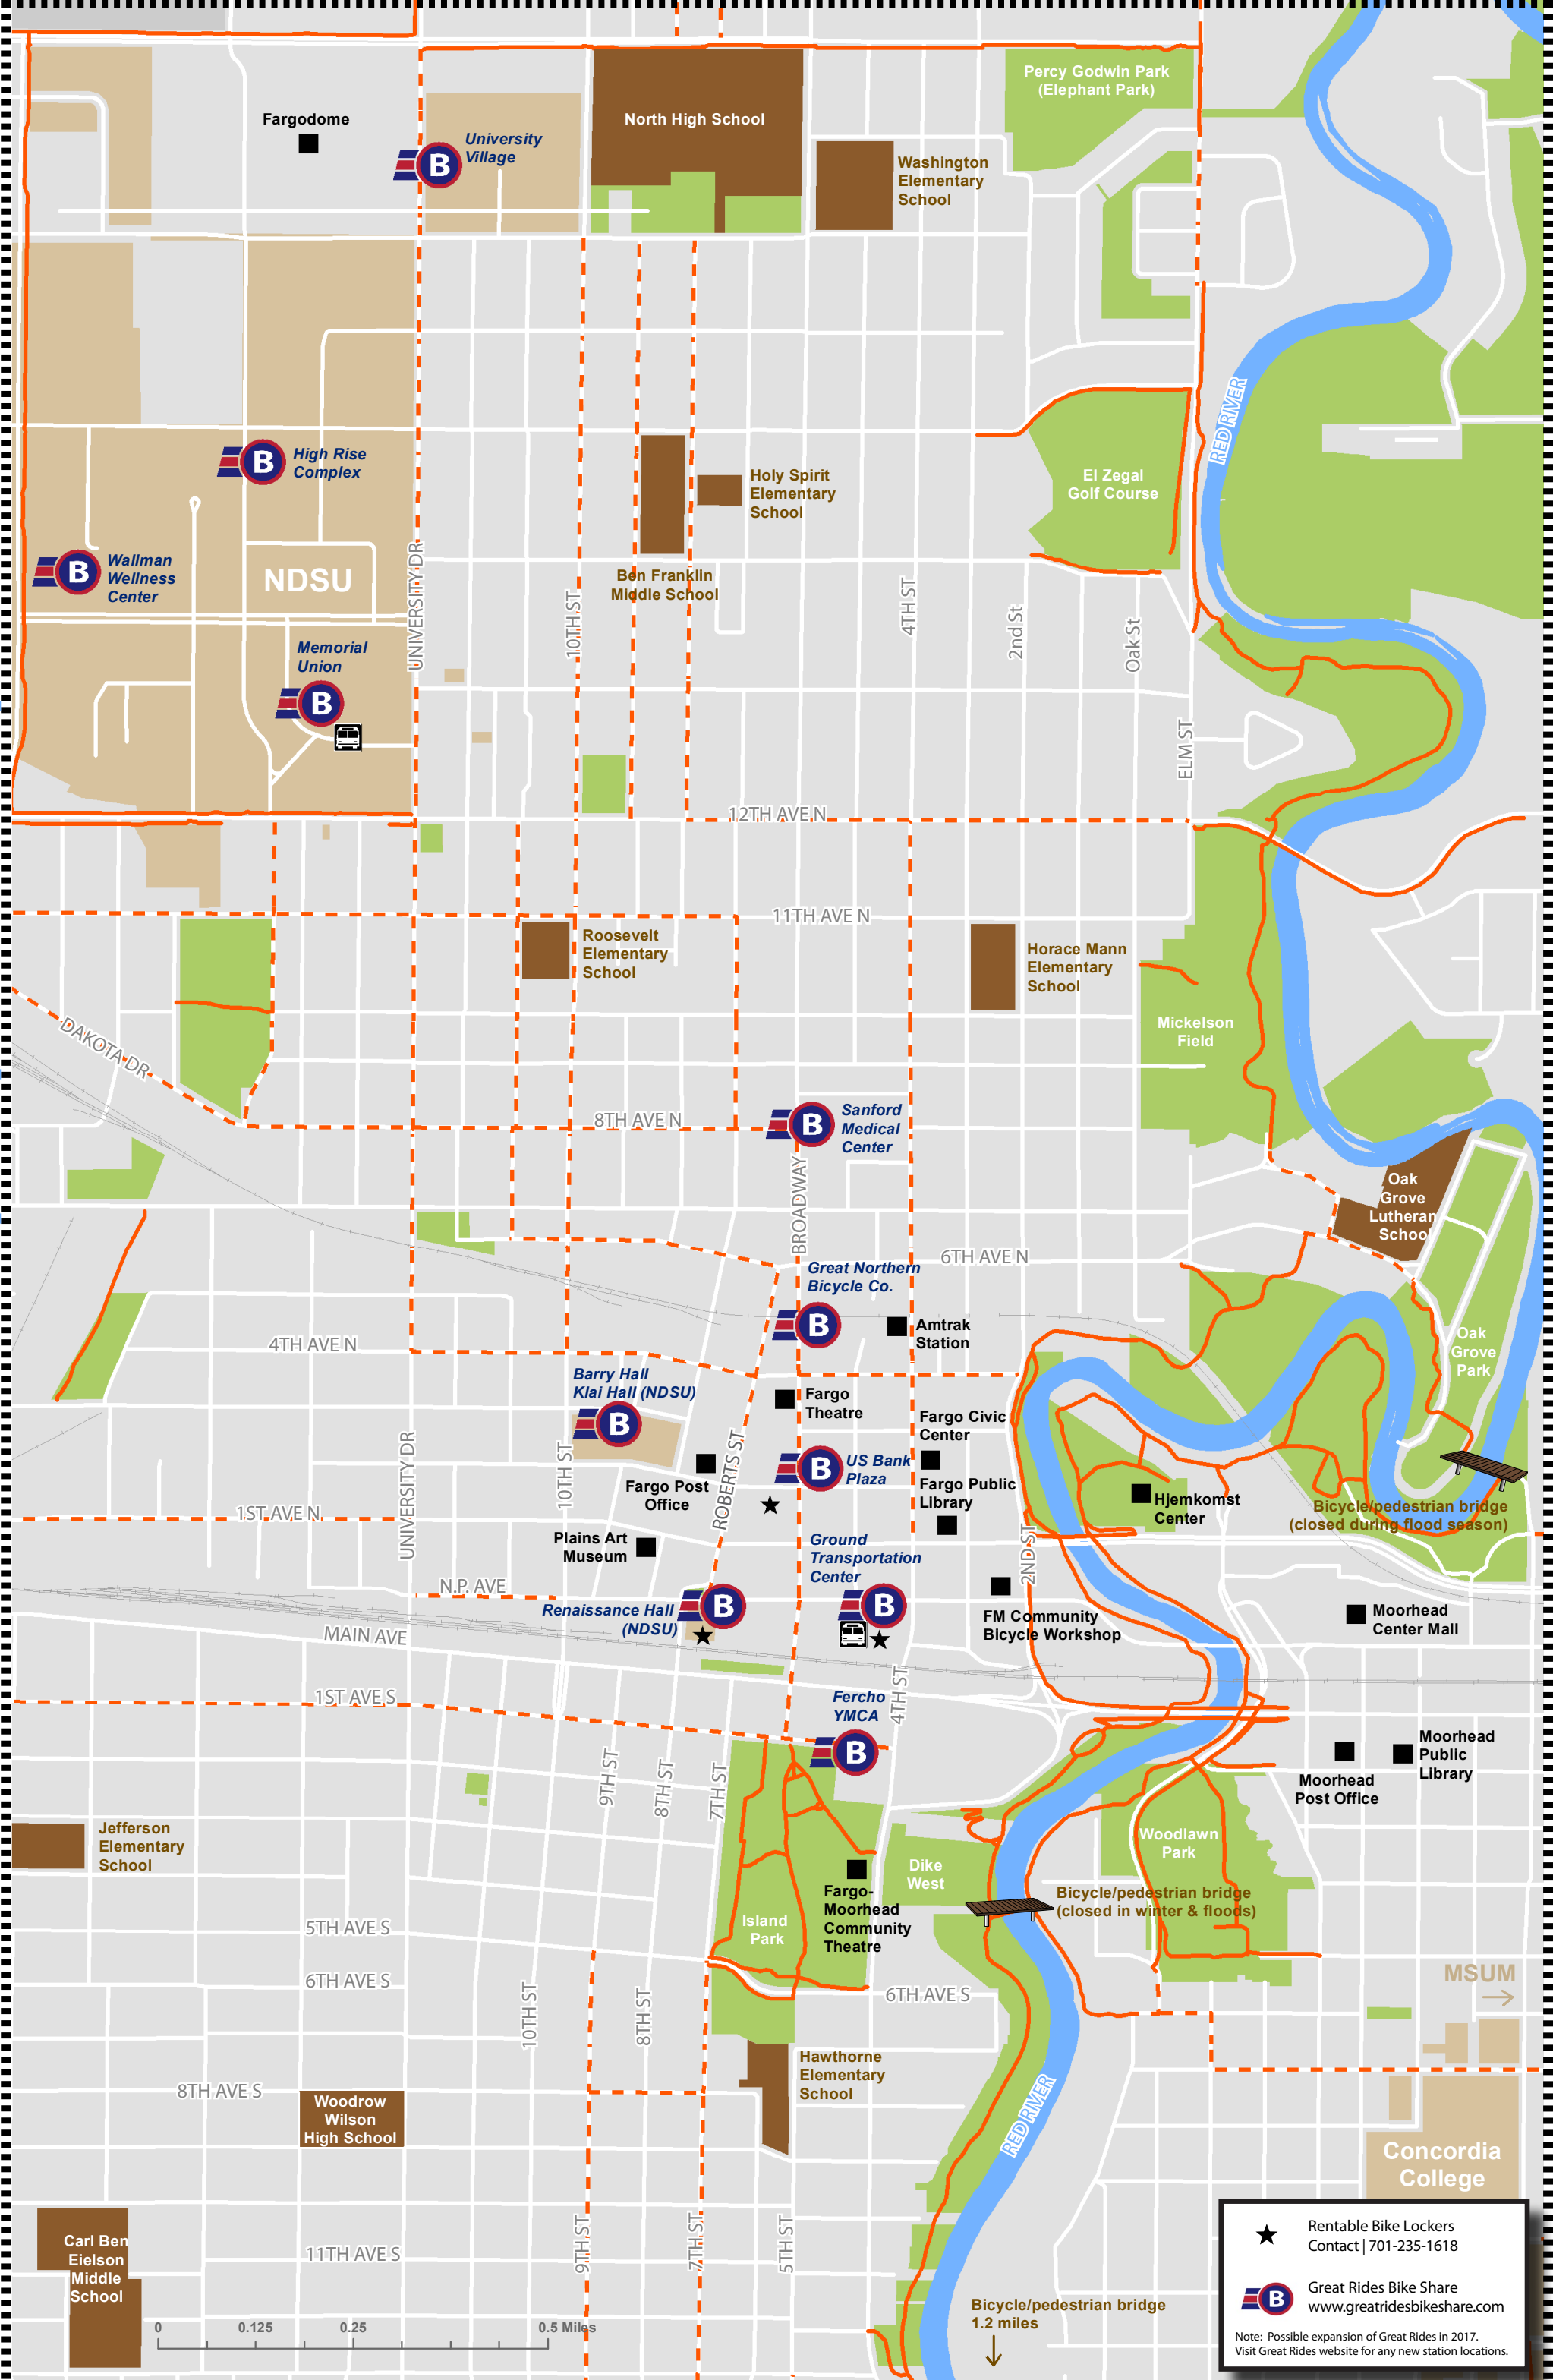 Percy Godwin Park
(Elephant Park)
Fargodome
North High School
University
Village
B
Washington
Elementary
School
RED RIVER
High Rise
Complex
B
Holy Spirit
Elementary
School
El Zegal
Golf Course
Wallman
Wellness
Center
B
NDSU
Ben Franklin
Middle School
UNIVERSITY DR
10TH ST
4TH ST
2nd St
Oak St
Memorial
Union
B
ELM ST
12TH AVE N
11TH AVE N
Roosevelt
Elementary
School
Horace Mann
Elementary
School
Mickelson
Field
DAKOTA DR
8TH AVE N
Sanford
Medical
Center
B
BROADWAY
Oak
Grove
Lutheran
School
6TH AVE N
Great Northern
Bicycle Co.
B
Amtrak
Station
4TH AVE N
Oak
Grove
Park
Barry Hall
Klai Hall (NDSU)
B
Fargo
Theatre
Fargo Civic
Center
UNIVERSITY DR
10TH ST
ROBERTS ST
US Bank
Plaza
B
Fargo Post
Office
Fargo Public
Library
Hjemkomst
Center
Bicycle/pedestrian bridge
(closed during flood season)
1ST AVE N
Plains Art
Museum
Ground
Transportation
Center
B
2ND ST
N.P. AVE
Renaissance Hall
(NDSU)
B
FM Community
Bicycle Workshop
Moorhead
Center Mall
MAIN AVE
1ST AVE S
4TH ST
Fercho
YMCA
B
Moorhead
Public
Library
Moorhead
Post Office
9TH ST
8TH ST
7TH ST
Jefferson
Elementary
School
Woodlawn
Park
Dike
West
Fargo-
Moorhead
Community
Theatre
Bicycle/pedestrian bridge
(closed in winter & floods)
Island
Park
5TH AVE S
6TH AVE S
6TH AVE S
MSUM
10TH ST
8TH ST
Hawthorne
Elementary
School
8TH AVE S
Woodrow
Wilson
High School
RED RIVER
Concordia
College
Carl Ben
Eielson
Middle
School
11TH AVE S
9TH ST
7TH ST
5TH ST
Bicycle/pedestrian bridge
1.2 miles
0 0.125 0.25 0.5 Miles
Rentable Bike Lockers
Contact | 701-235-1618
B
Great Rides Bike Share
www.greatridesbikeshare.com
Note: Possible expansion of Great Rides in 2017.
Visit Great Rides website for any new station locations.